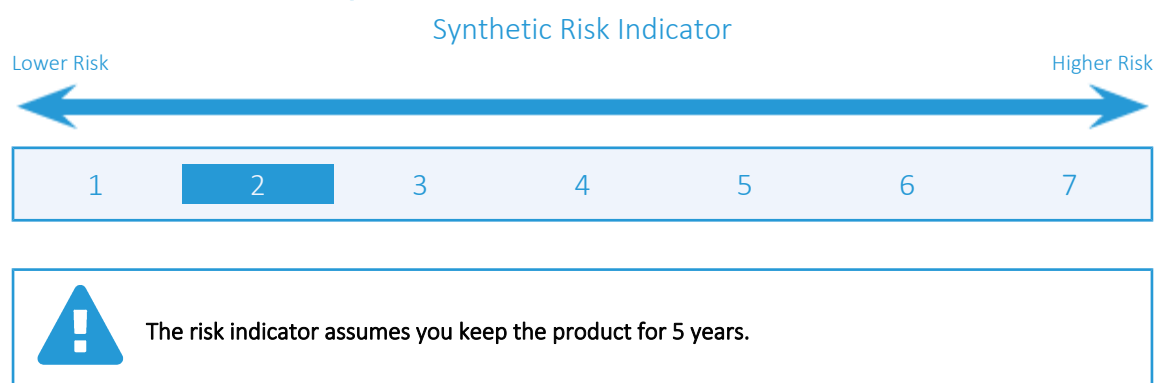 Synthetic Risk Indicator
Lower Risk Higher Risk
1 2 3 4 5 6 7
The risk indicator assumes you keep the product for 5 years.